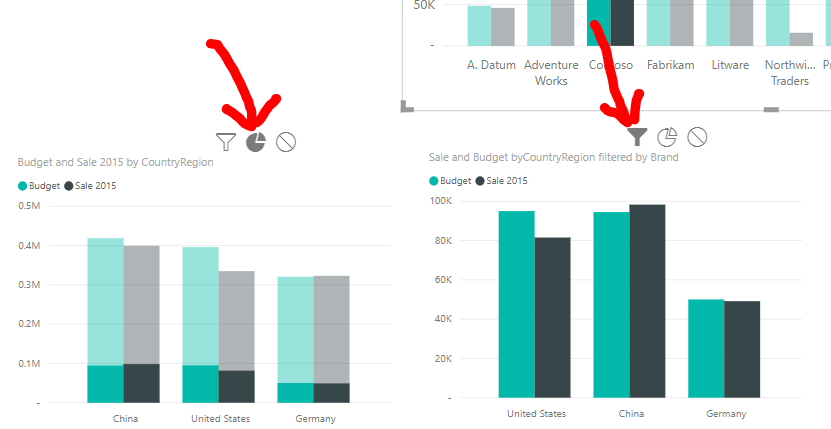 50K
-
A. Datum
Adventure Works
Fabrikam
Litware
Northwi... Traders
Budget and Sale 2015 by CountryRegion
Budget Sale 2015
0.5M
0.4M
0.3M
0.2M
0.1M
-
China United States Germany
Sale and Budget byCountryRegion filtered by Brand
Budget Sale 2015
100K
80K
60K
40K
20K
-
United States China Germany